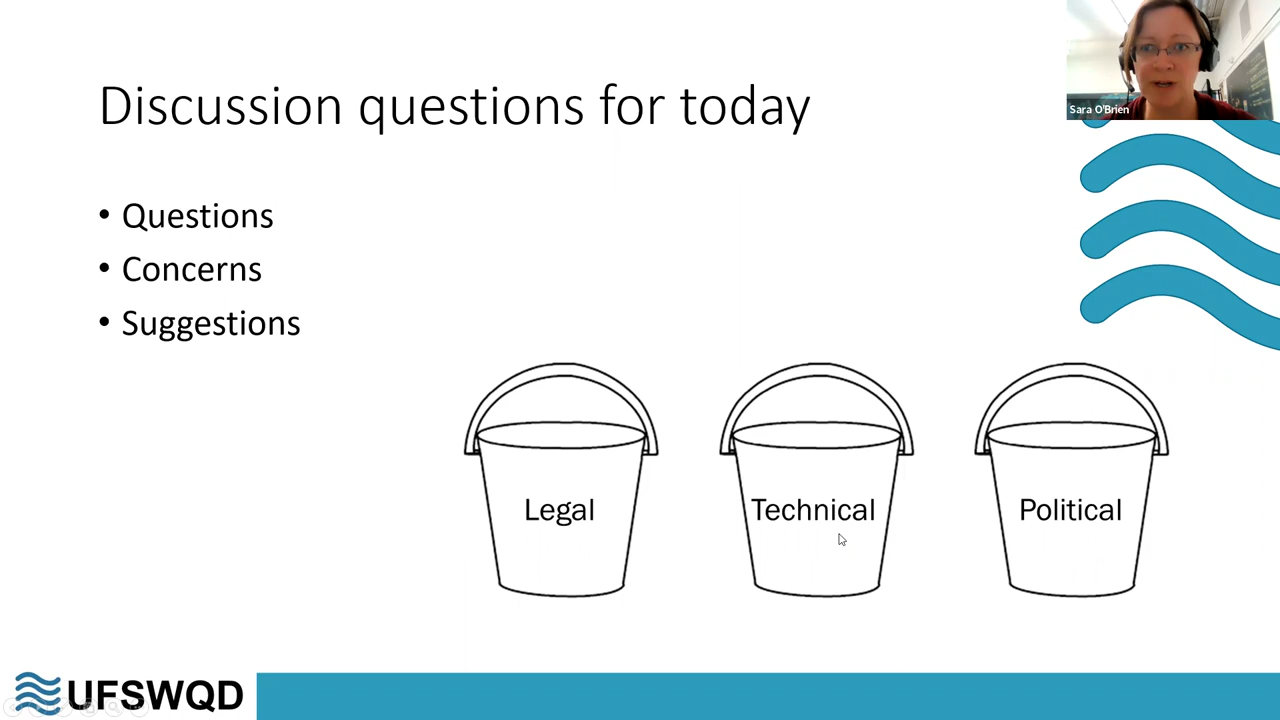 Discussion questions for today
Sara O'Brien
• Questions
• Concerns
• Suggestions
Legal
Technical
Political
UFSWQD